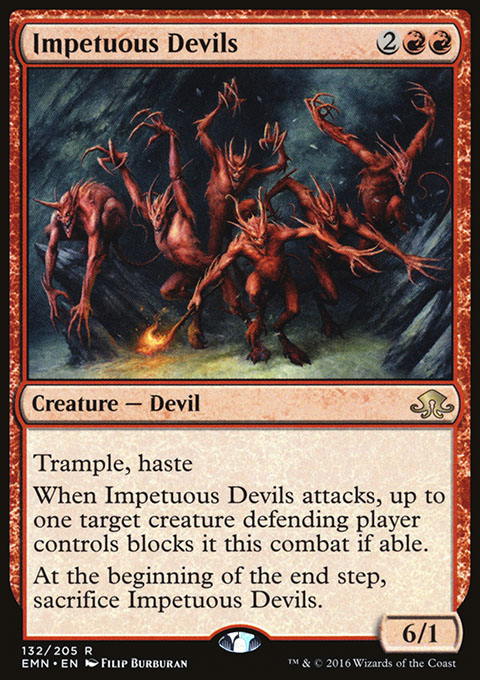 Impetuous Devils 2
Creature — Devil
Trample, haste
When Impetuous Devils attacks, up to
one target creature defending player
controls blocks it this combat if able.
At the beginning of the end step,
sacrifice Impetuous Devils.
6/1
132/205 R
EMN • EN Filip Burburan
™ & © 2016 Wizards of the Coast